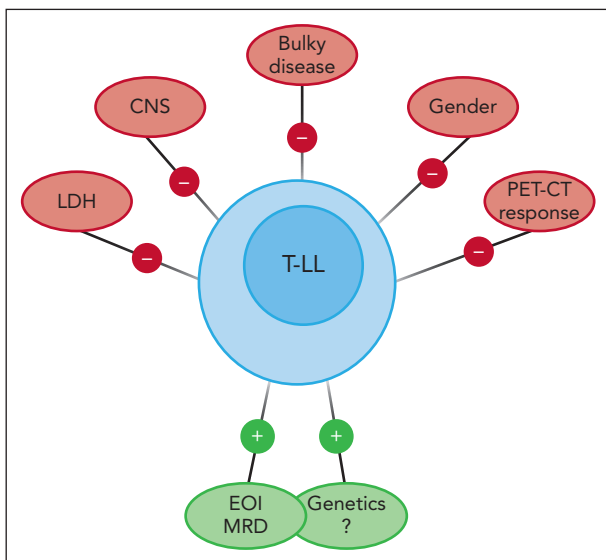 Bulky
disease
CNS
Gender
LDH
PET-CT
response
−
−
−
−
−
T-LL
+
+
EOI
MRD
Genetics
?